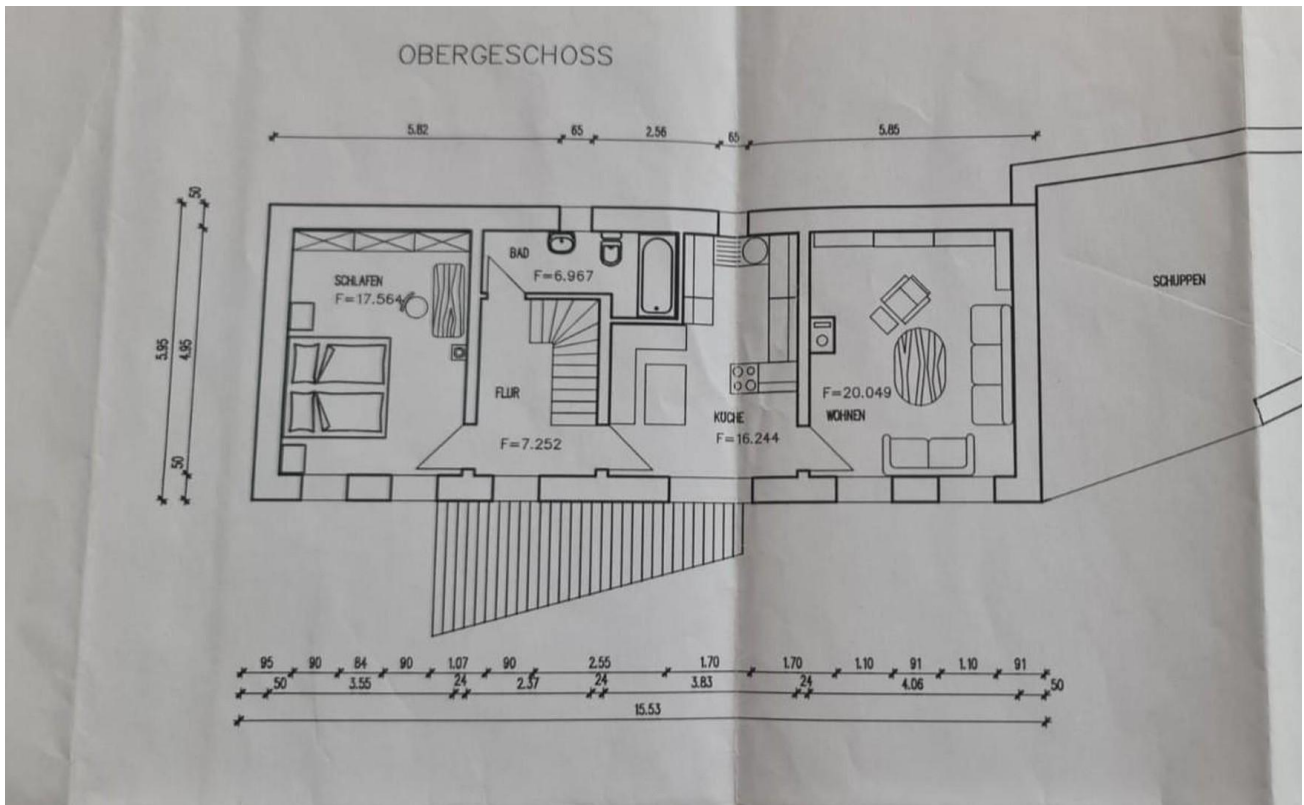 OBERGESCHOSS
5.82 65 2.56 65 5.85
50
5.95 4.95
50
BAD
F=6.967
SCHLAFEN
F=17.564
SCHUPPEN
FLUR
F=7.252
KÜCHE
F=16.244
F=20.049
WOHNEN
95 90 84 90 1.07 90 2.55 1.70 1.70 1.10 91 1.10 91
50 3.55 24 2.37 24 3.83 24 4.06 50
15.53